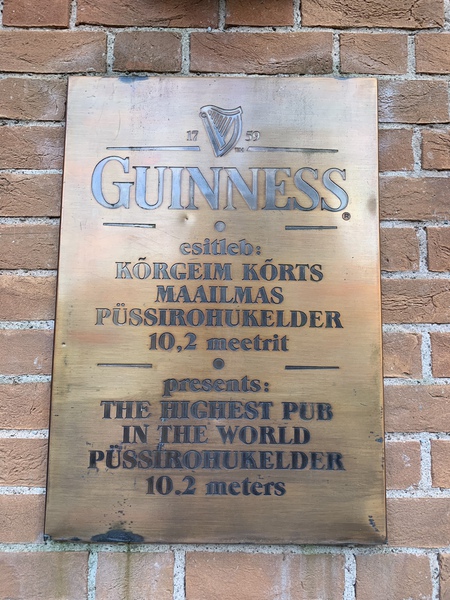 17 59
GUINNESS
esitleb:
KÕRGEIM KÕRTS
MAAILMAS
PÜSSIROHUKELDER
10,2 meetrit
presents:
THE HIGHEST PUB
IN THE WORLD
PÜSSIROHUKELDER
10.2 meters